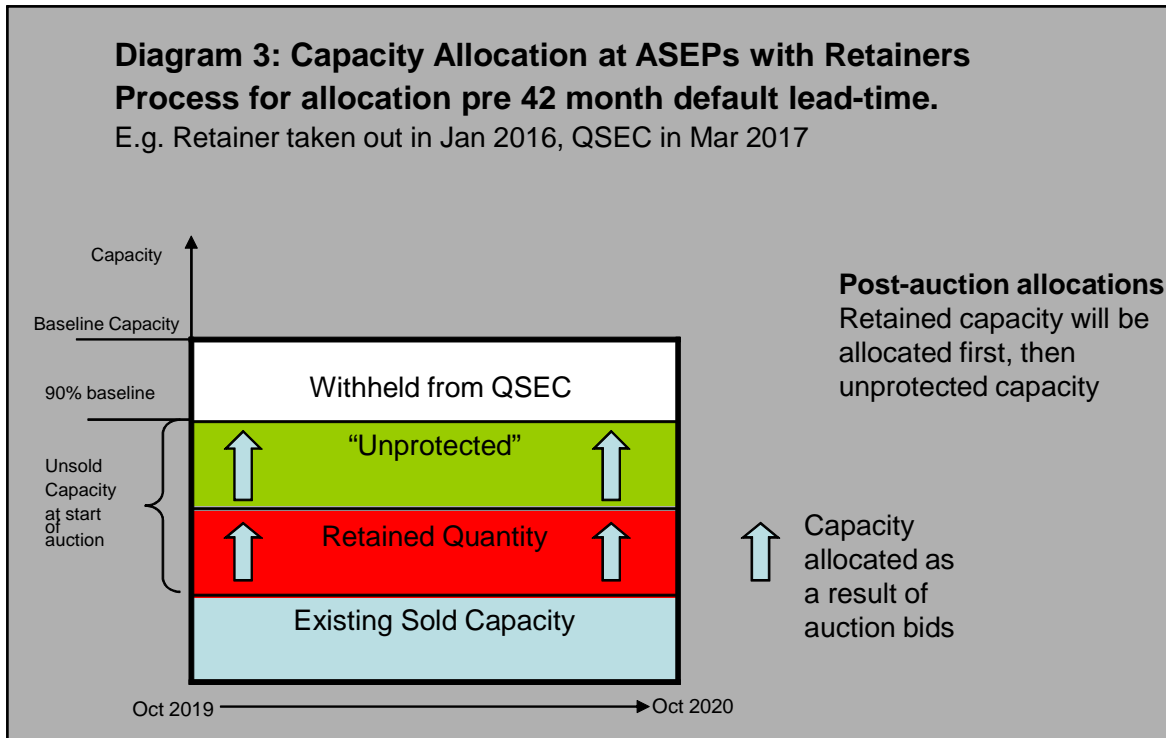 Diagram 3: Capacity Allocation at ASEPs with Retainers
Process for allocation pre 42 month default lead-time.
E.g. Retainer taken out in Jan 2016, QSEC in Mar 2017
Capacity
Baseline Capacity
90% baseline
Unsold
Capacity
at start
of
auction
Withheld from QSEC
“Unprotected”
Retained Quantity
Existing Sold Capacity
Oct 2019
Oct 2020
Post-auction allocations
Retained capacity will be
allocated first, then
unprotected capacity
Capacity
allocated as
a result of
auction bids